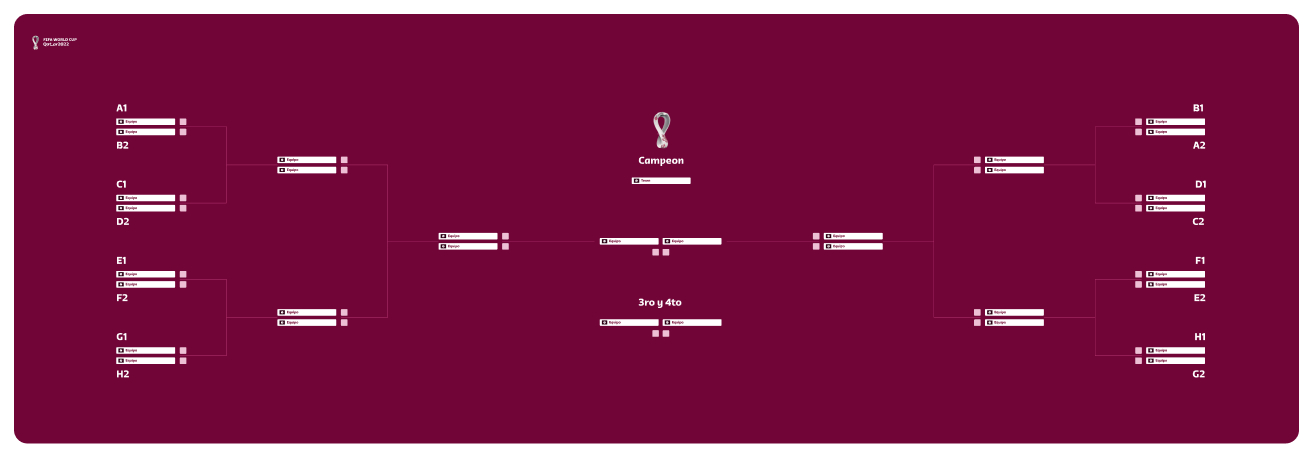 FIFA WORLD CUP
Qatar2022
A1
Equipo
Equipo
B2
C1
Equipo
Equipo
D2
E1
Equipo
Equipo
F2
G1
Equipo
Equipo
H2
Equipo
Equipo
Equipo
Equipo
Equipo
Equipo
Campeon
Team
Equipo
Equipo
3ro y 4to
Equipo
Equipo
Equipo
Equipo
Equipo
Equipo
Equipo
Equipo
B1
Equipo
Equipo
A2
D1
Equipo
Equipo
C2
F1
Equipo
Equipo
E2
H1
Equipo
Equipo
G2